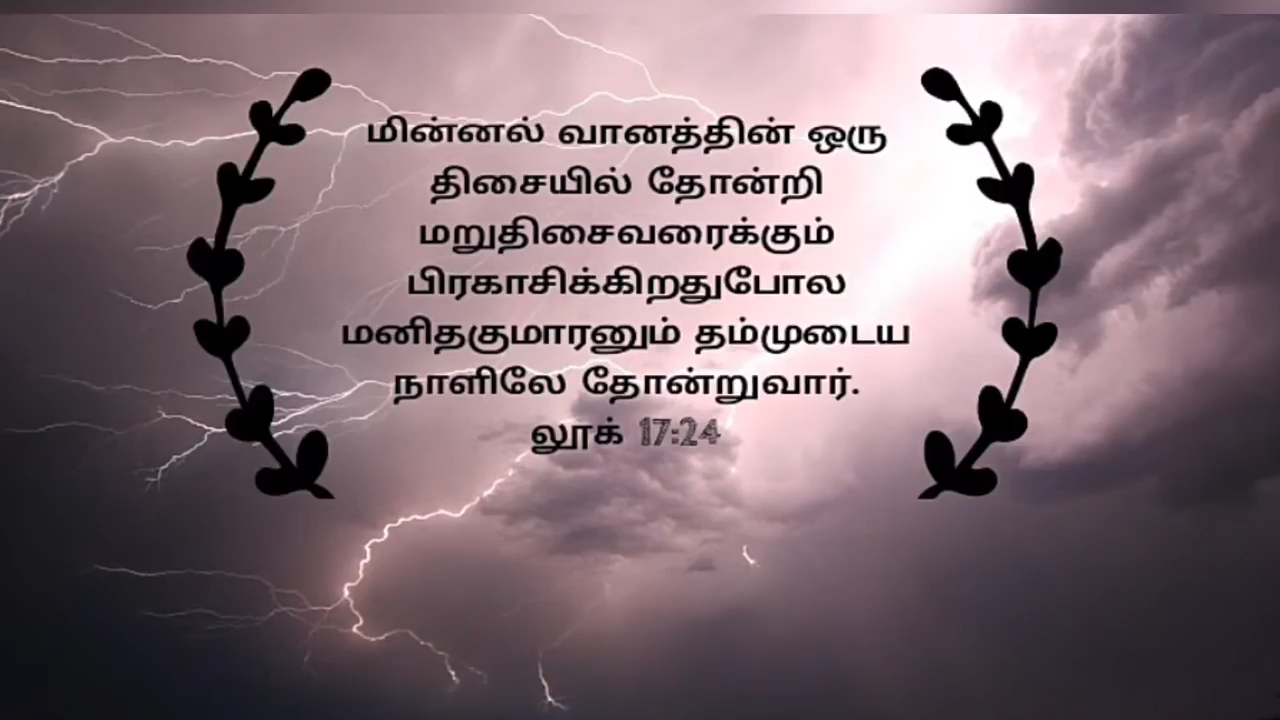 மின்னல் வானத்தின் ஒரு
திசையில் தோன்றி
மறுதிசைவரைக்கும்
பிரகாசிக்கிறதுபோல
மனிதகுமாரனும் தம்முடைய
நாளிலே தோன்றுவார்.
லூக் 17:24